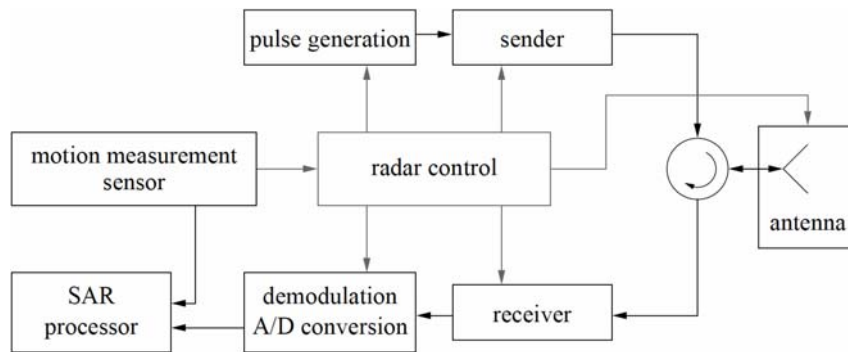 pulse generation
sender
motion measurement
sensor
radar control
antenna
SAR
processor
demodulation
A/D conversion
receiver